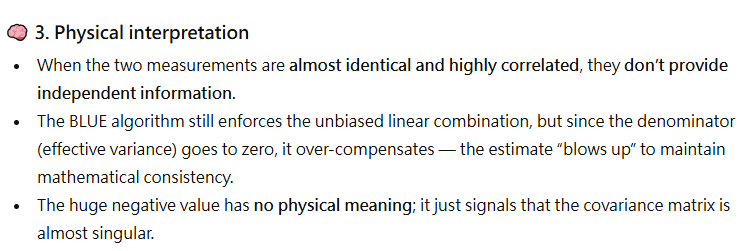 🧠 3. Physical interpretation
• When the two measurements are almost identical and highly correlated, they don’t provide
independent information.
• The BLUE algorithm still enforces the unbiased linear combination, but since the denominator
(effective variance) goes to zero, it over-compensates — the estimate “blows up” to maintain
mathematical consistency.
• The huge negative value has no physical meaning; it just signals that the covariance matrix is
almost singular.